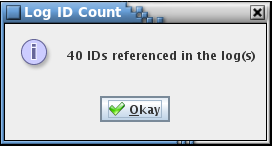 Log ID Count
40 IDs referenced in the log(s)
Okay